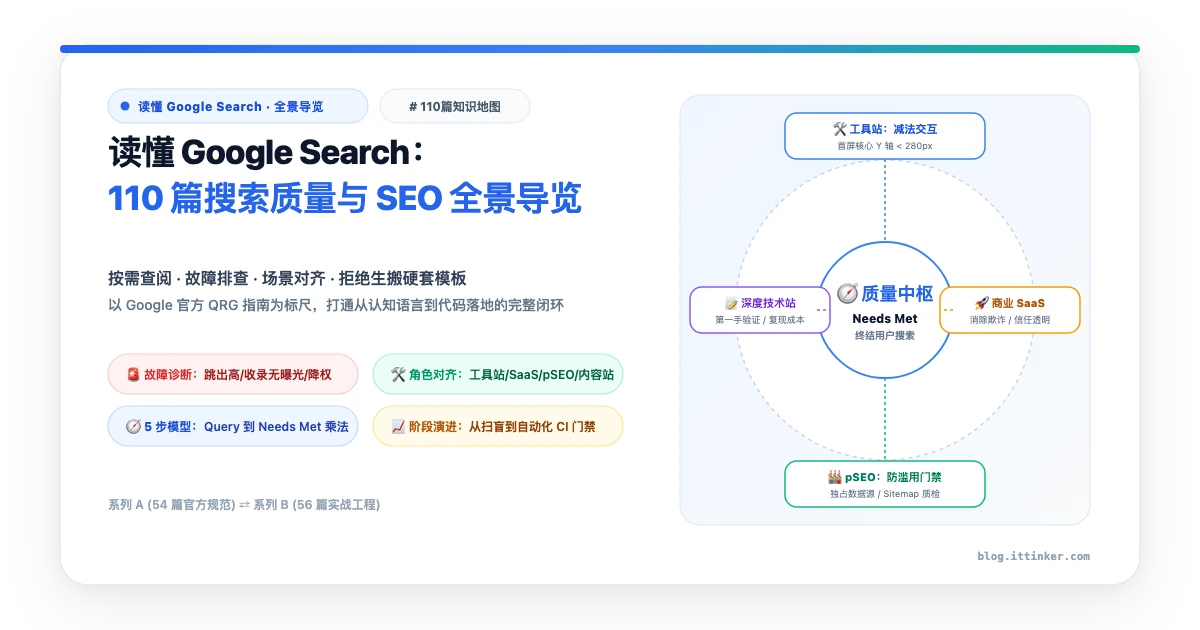 读懂 Google Search · 全景导览
# 110篇知识地图
读懂 Google Search：
110 篇搜索质量与 SEO 全景导览
按需查阅 · 故障排查 · 场景对齐 · 拒绝生搬硬套模板
以 Google 官方 QRG 指南为标尺，打通从认知语言到代码落地的完整闭环
🚨 故障诊断：跳出高/收录无曝光/降权
🛠️ 角色对齐：工具站/SaaS/pSEO/内容站
🧭 5 步模型：Query 到 Needs Met 乘法
📈 阶段演进：从扫盲到自动化 CI 门禁
系列 A (54 篇官方规范) ⇄ 系列 B (56 篇实战工程)
🛠️ 工具站：减法交互
首屏核心 Y 轴 < 280px
📝 深度技术站
第一手验证 / 复现成本
🧭 质量中枢
Needs Met
终结用户搜索
🚀 商业 SaaS
消除欺诈 / 信任透明
🏭 pSEO：防滥用门禁
独占数据源 / Sitemap 质检
blog.ittinker.com